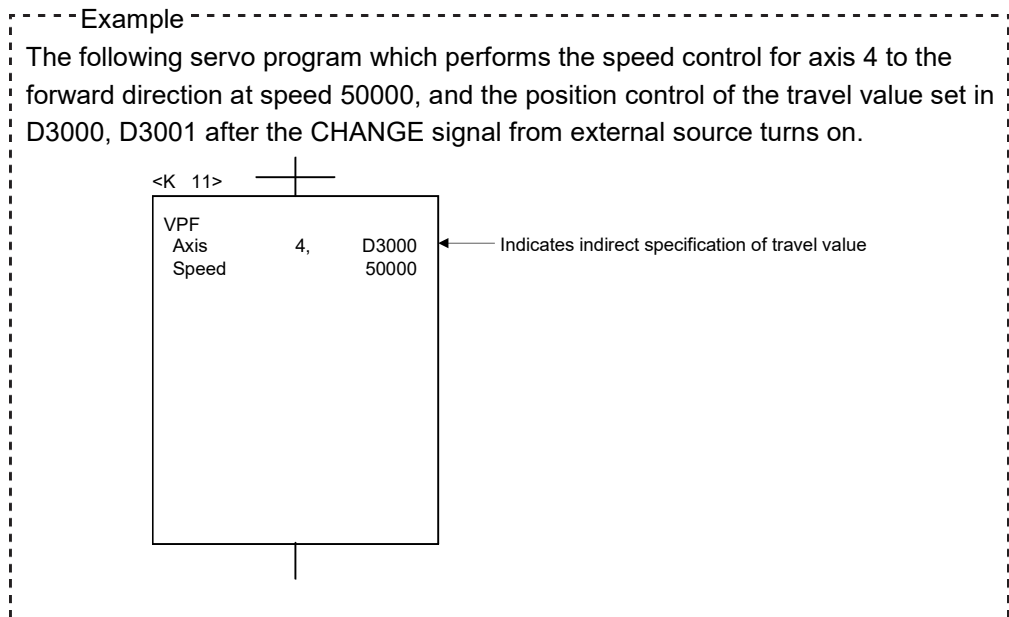 Example
The following servo program which performs the speed control for axis 4 to the
forward direction at speed 50000, and the position control of the travel value set in
D3000, D3001 after the CHANGE signal from external source turns on.
<K 11>
VPF
Axis 4, D3000 Indicates indirect specification of travel value
Speed 50000